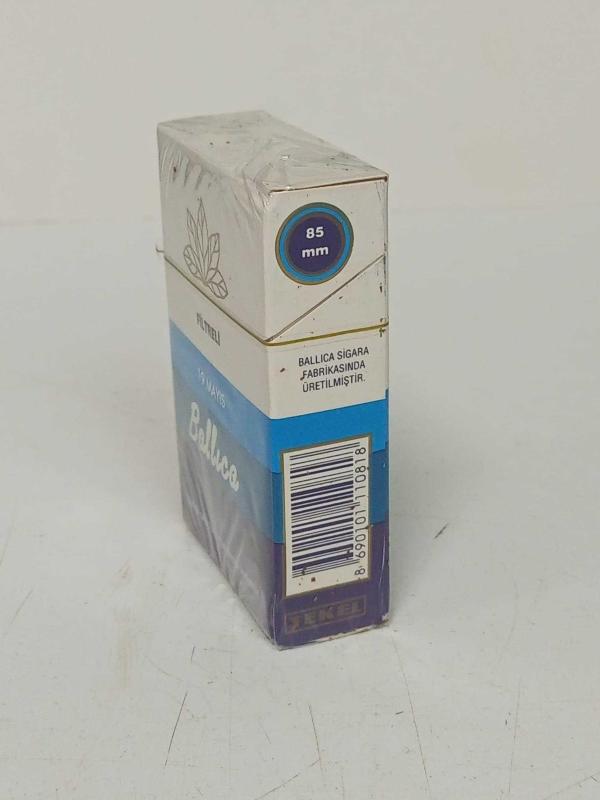 85
mm
FİLTRELİ
BALLICA SİGARA
FABRİKASINDA
ÜRETİLMİŞTİR.
19 MAYIS
Ballıca
8 690101 110818
TEKEL